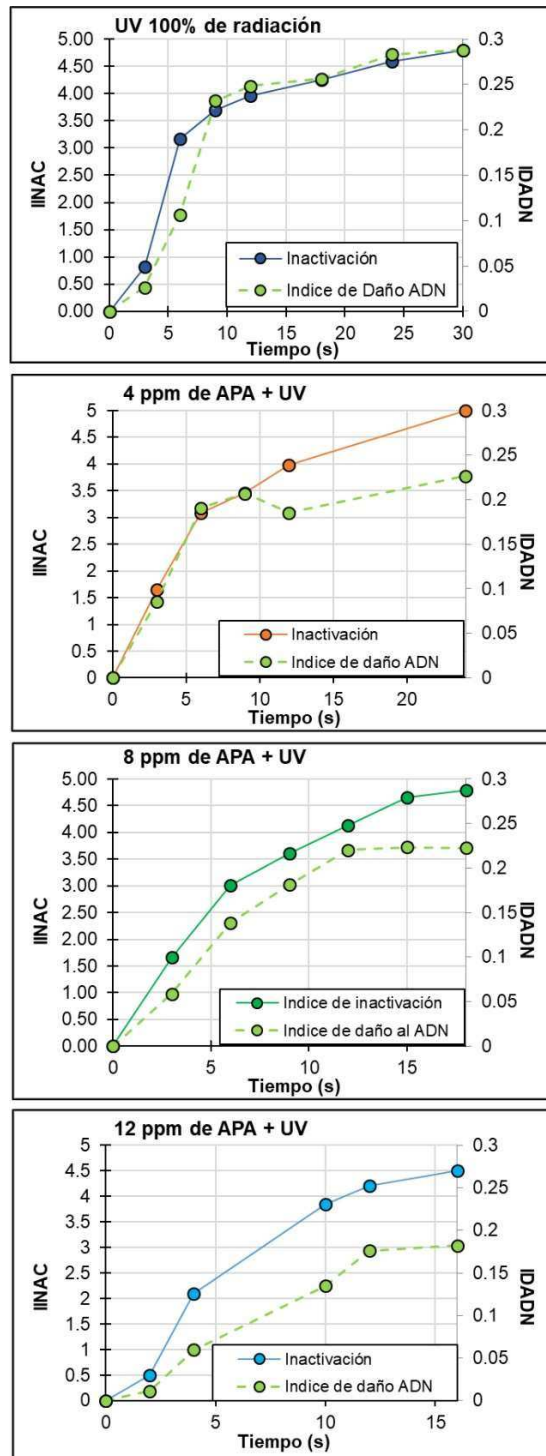 UV 100% de radiación
5.00
4.50
4.00
3.50
3.00
2.50
2.00
1.50
1.00
0.50
0.00
IINAC
0.3
0.25
0.2
0.15
0.1
0.05
0
IDADN
Inactivación
Indice de Daño ADN
0 5 10 15 20 25 30
Tiempo (s)
4 ppm de APA + UV
5
4.5
4
3.5
3
2.5
2
1.5
1
0.5
0
IINAC
0.3
0.25
0.2
0.15
0.1
0.05
0
IDADN
Inactivación
Indice de daño ADN
0 5 10 15 20
Tiempo (s)
8 ppm de APA + UV
5.00
4.50
4.00
3.50
3.00
2.50
2.00
1.50
1.00
0.50
0.00
IINAC
0.3
0.25
0.2
0.15
0.1
0.05
0
IDADN
Indice de inactivación
Indice de daño al ADN
0 5 10 15
Tiempo (s)
12 ppm de APA + UV
5
4.5
4
3.5
3
2.5
2
1.5
1
0.5
0
IINAC
0.3
0.25
0.2
0.15
0.1
0.05
0
IDADN
Inactivación
Indice de daño ADN
0 5 10 15
Tiempo (s)